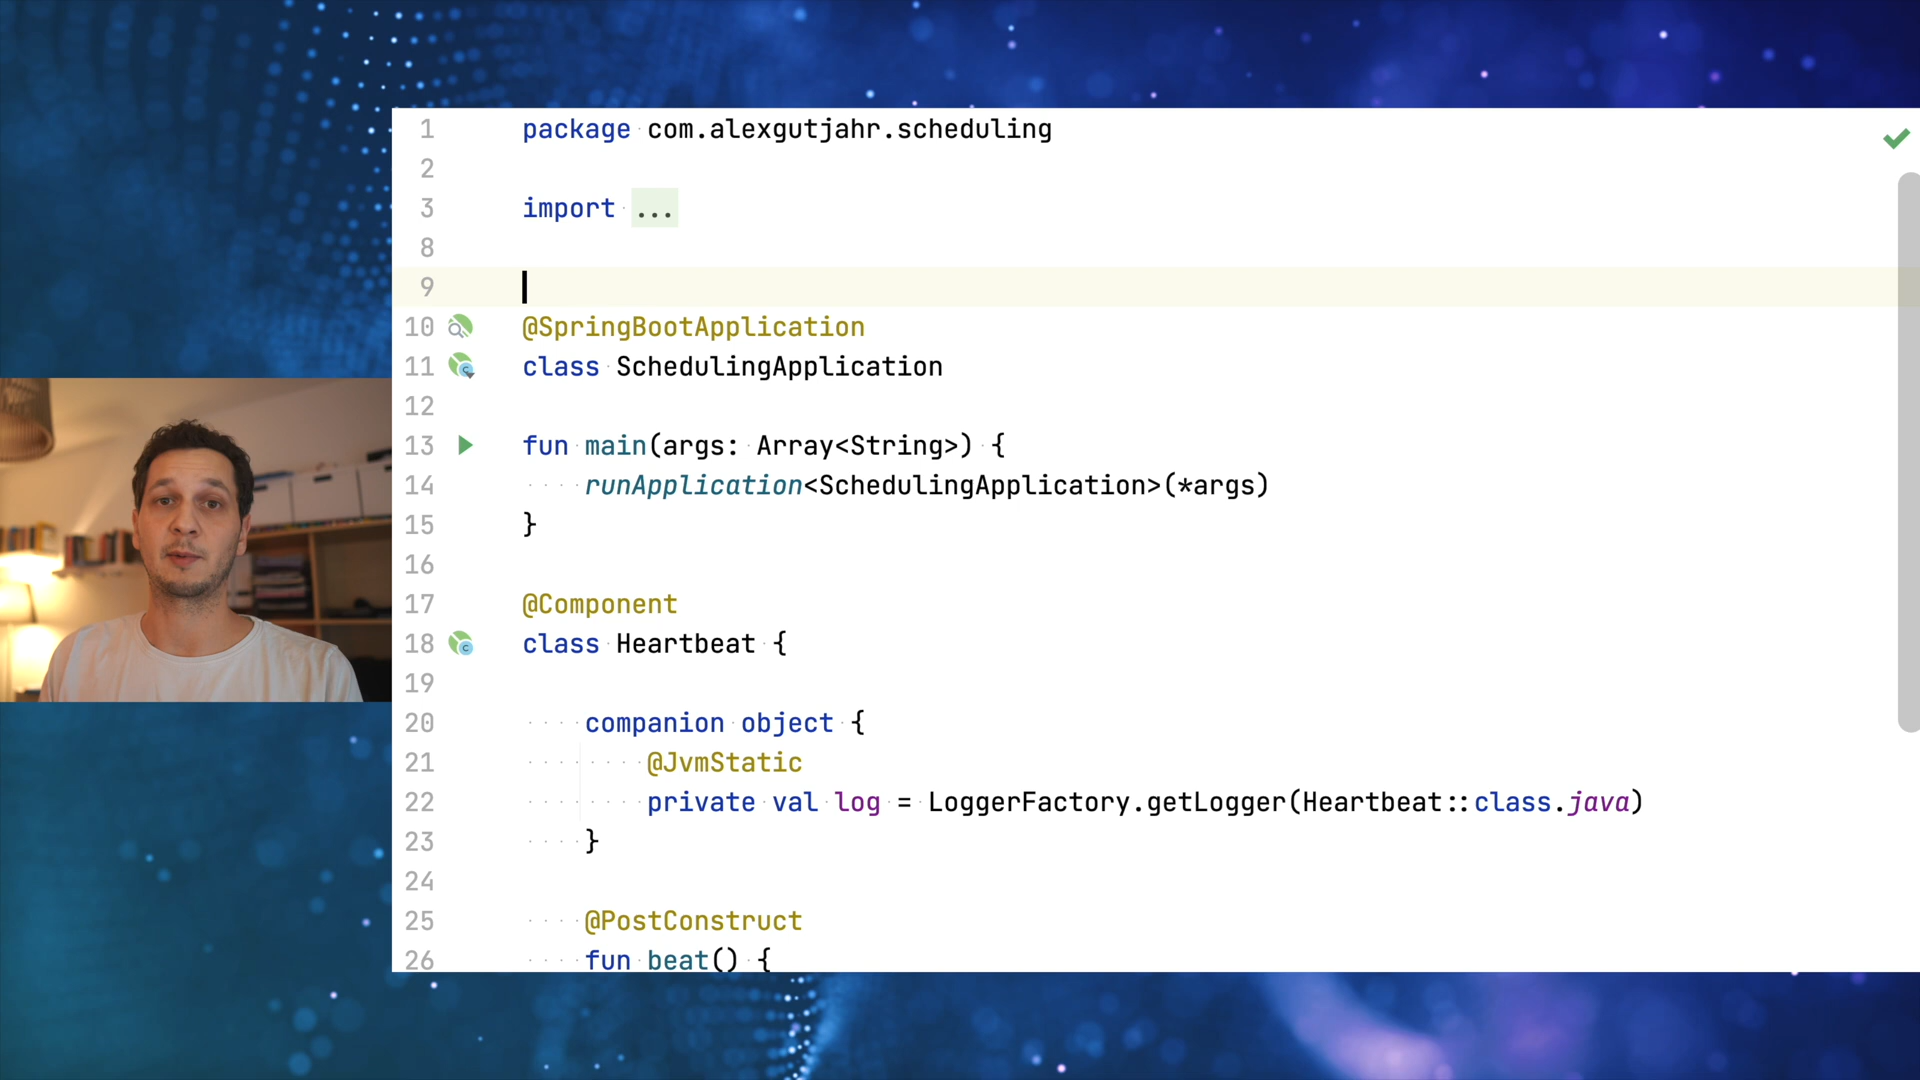 1 package com.alexgutjahr.scheduling
2
3 import ...
8
9
10 @SpringBootApplication
11 class SchedulingApplication
12
13 fun main(args: Array<String>) {
14 runApplication<SchedulingApplication>(*args)
15 }
16
17 @Component
18 class Heartbeat {
19
20 companion object {
21 @JvmStatic
22 private val log = LoggerFactory.getLogger(Heartbeat::class.java)
23 }
24
25 @PostConstruct
26 fun beat() {